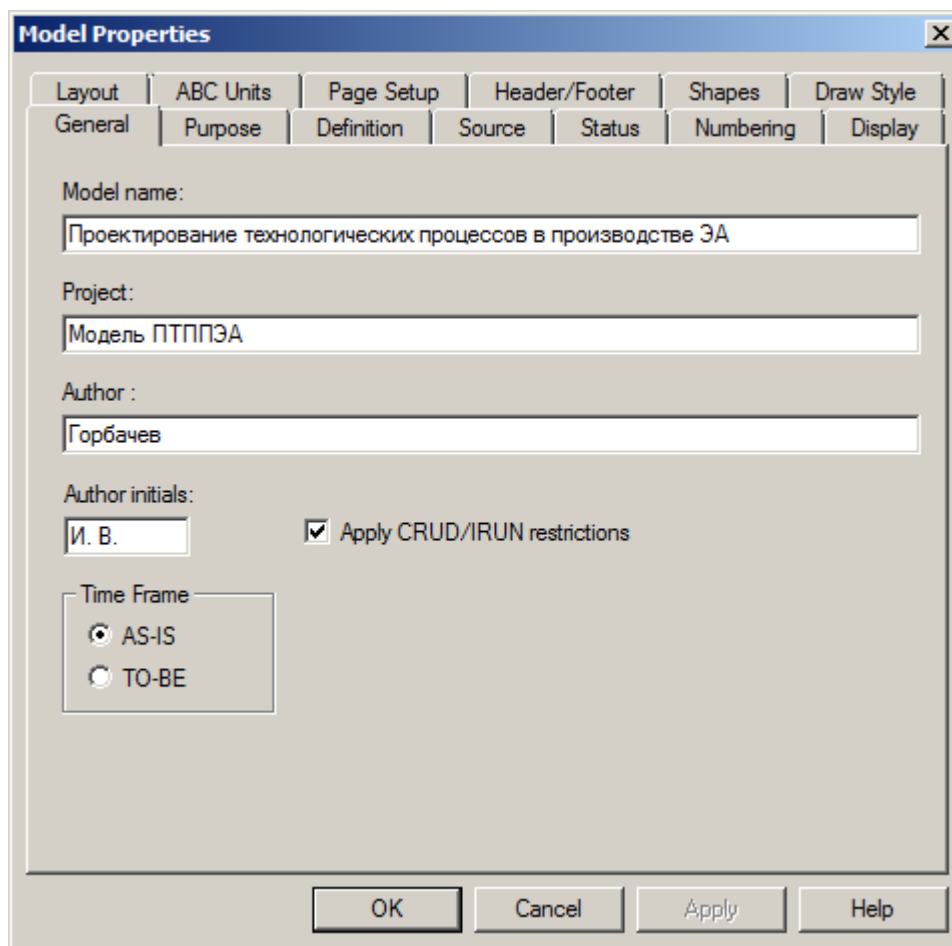 Model Properties
Layout ABC Units Page Setup Header/Footer Shapes Draw Style
General Purpose Definition Source Status Numbering Display
Model name:
Проектирование технологических процессов в производстве ЭА
Project:
Модель ПТППЭА
Author :
Горбачев
Author initials:
И. В. Apply CRUD/IRUN restrictions
Time Frame
AS-IS
TO-BE
OK Cancel Apply Help